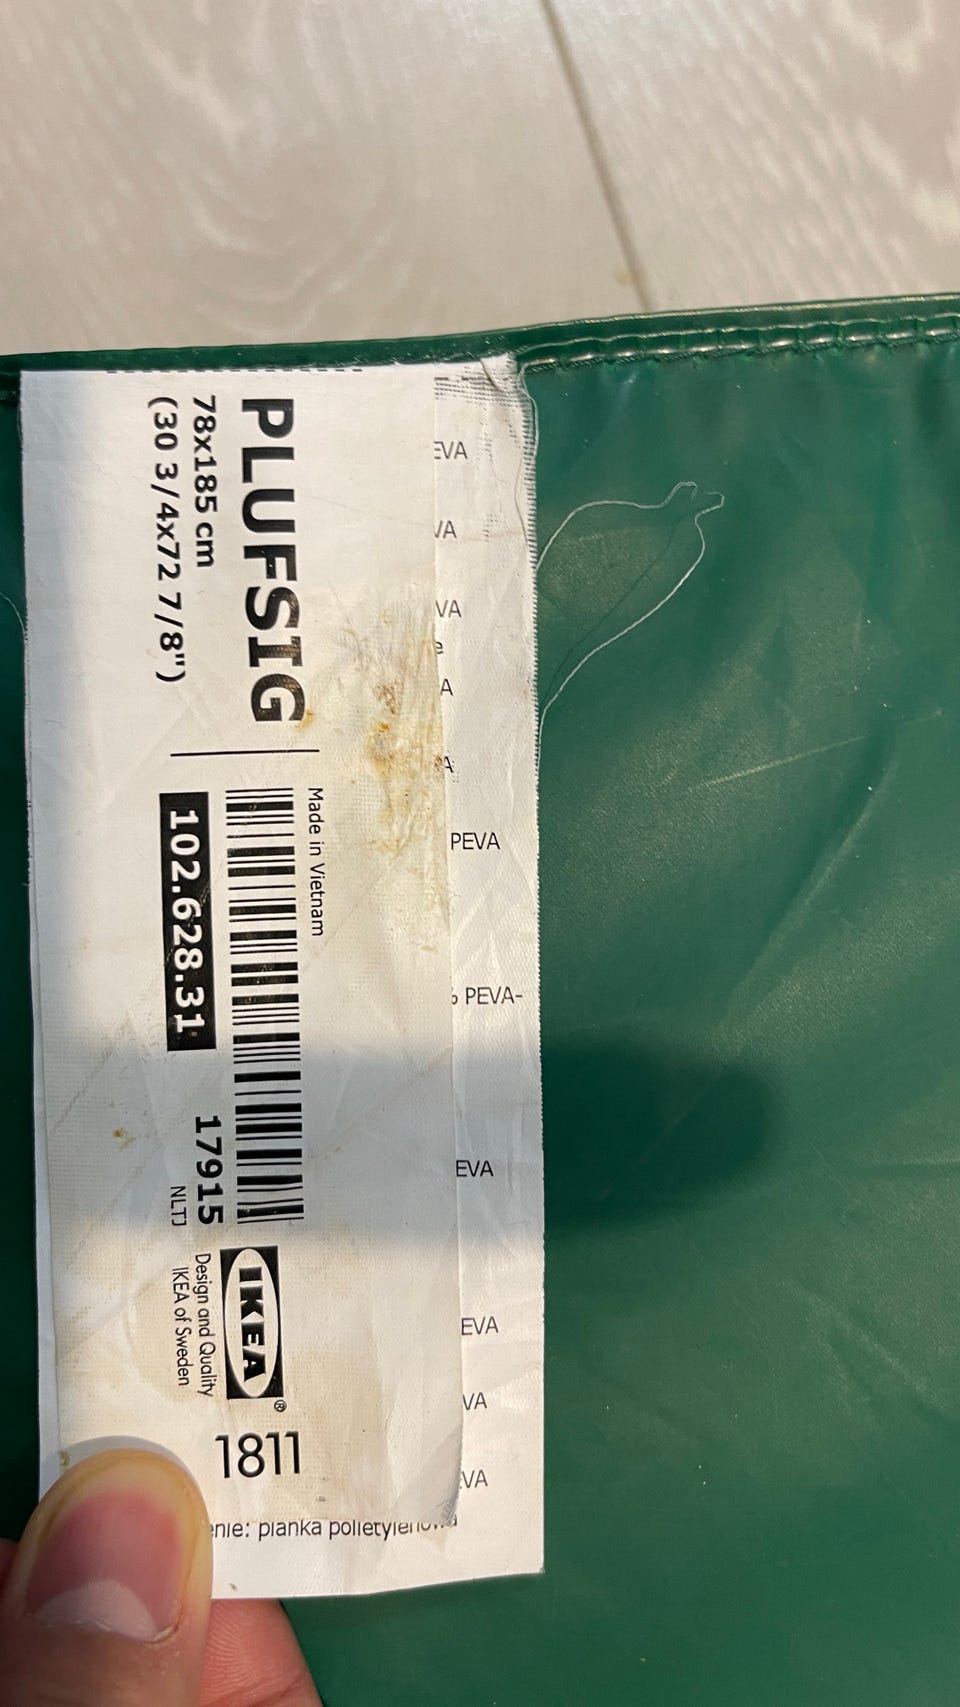 PLUFSIG
78x185 cm
(30 3/4x72 7/8")
Made in Vietnam
102.628.31
17915
NLTJ
IKEA®
Design and Quality
IKEA of Sweden
1811
EVA
VA
VA
A
A
PEVA
PEVA-
EVA
EVA
VA
VA
enie: pianka polietylenowa